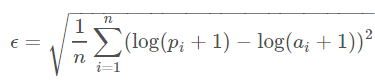 ϵ = √(1/n ∑_{i=1}^{n} (log(p_i + 1) − log(a_i + 1))²)